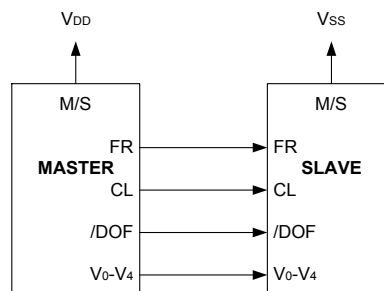 VDD VSS
M/S M/S
FR FR
MASTER SLAVE
CL CL
/DOF /DOF
V0-V4 V0-V4